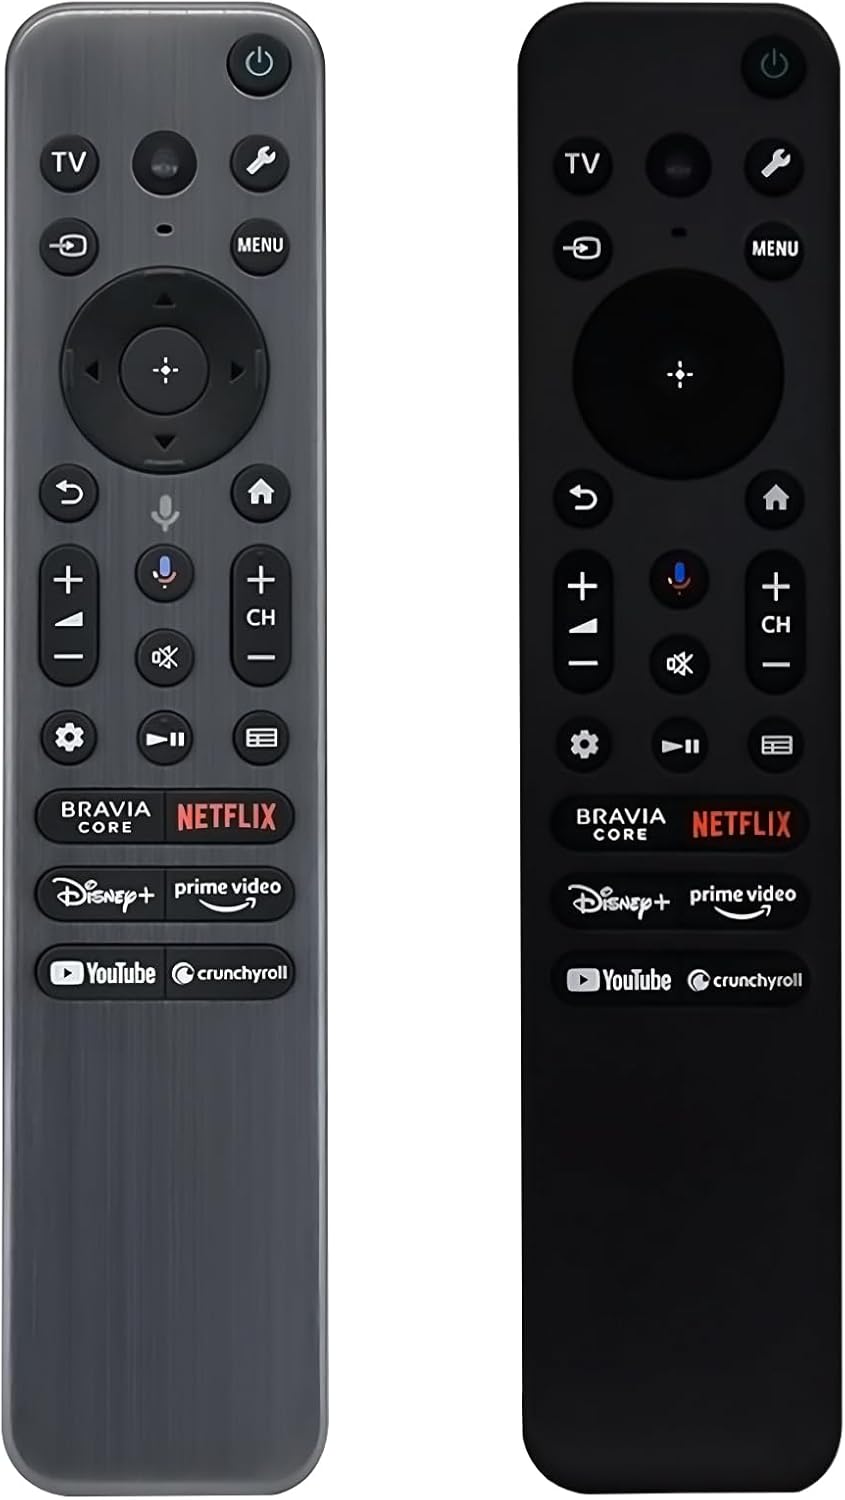 TV
MENU
CH
BRAVIA CORE NETFLIX
Disney+ prime video
YouTube crunchyroll
TV
MENU
CH
BRAVIA CORE NETFLIX
Disney+ prime video
YouTube crunchyroll